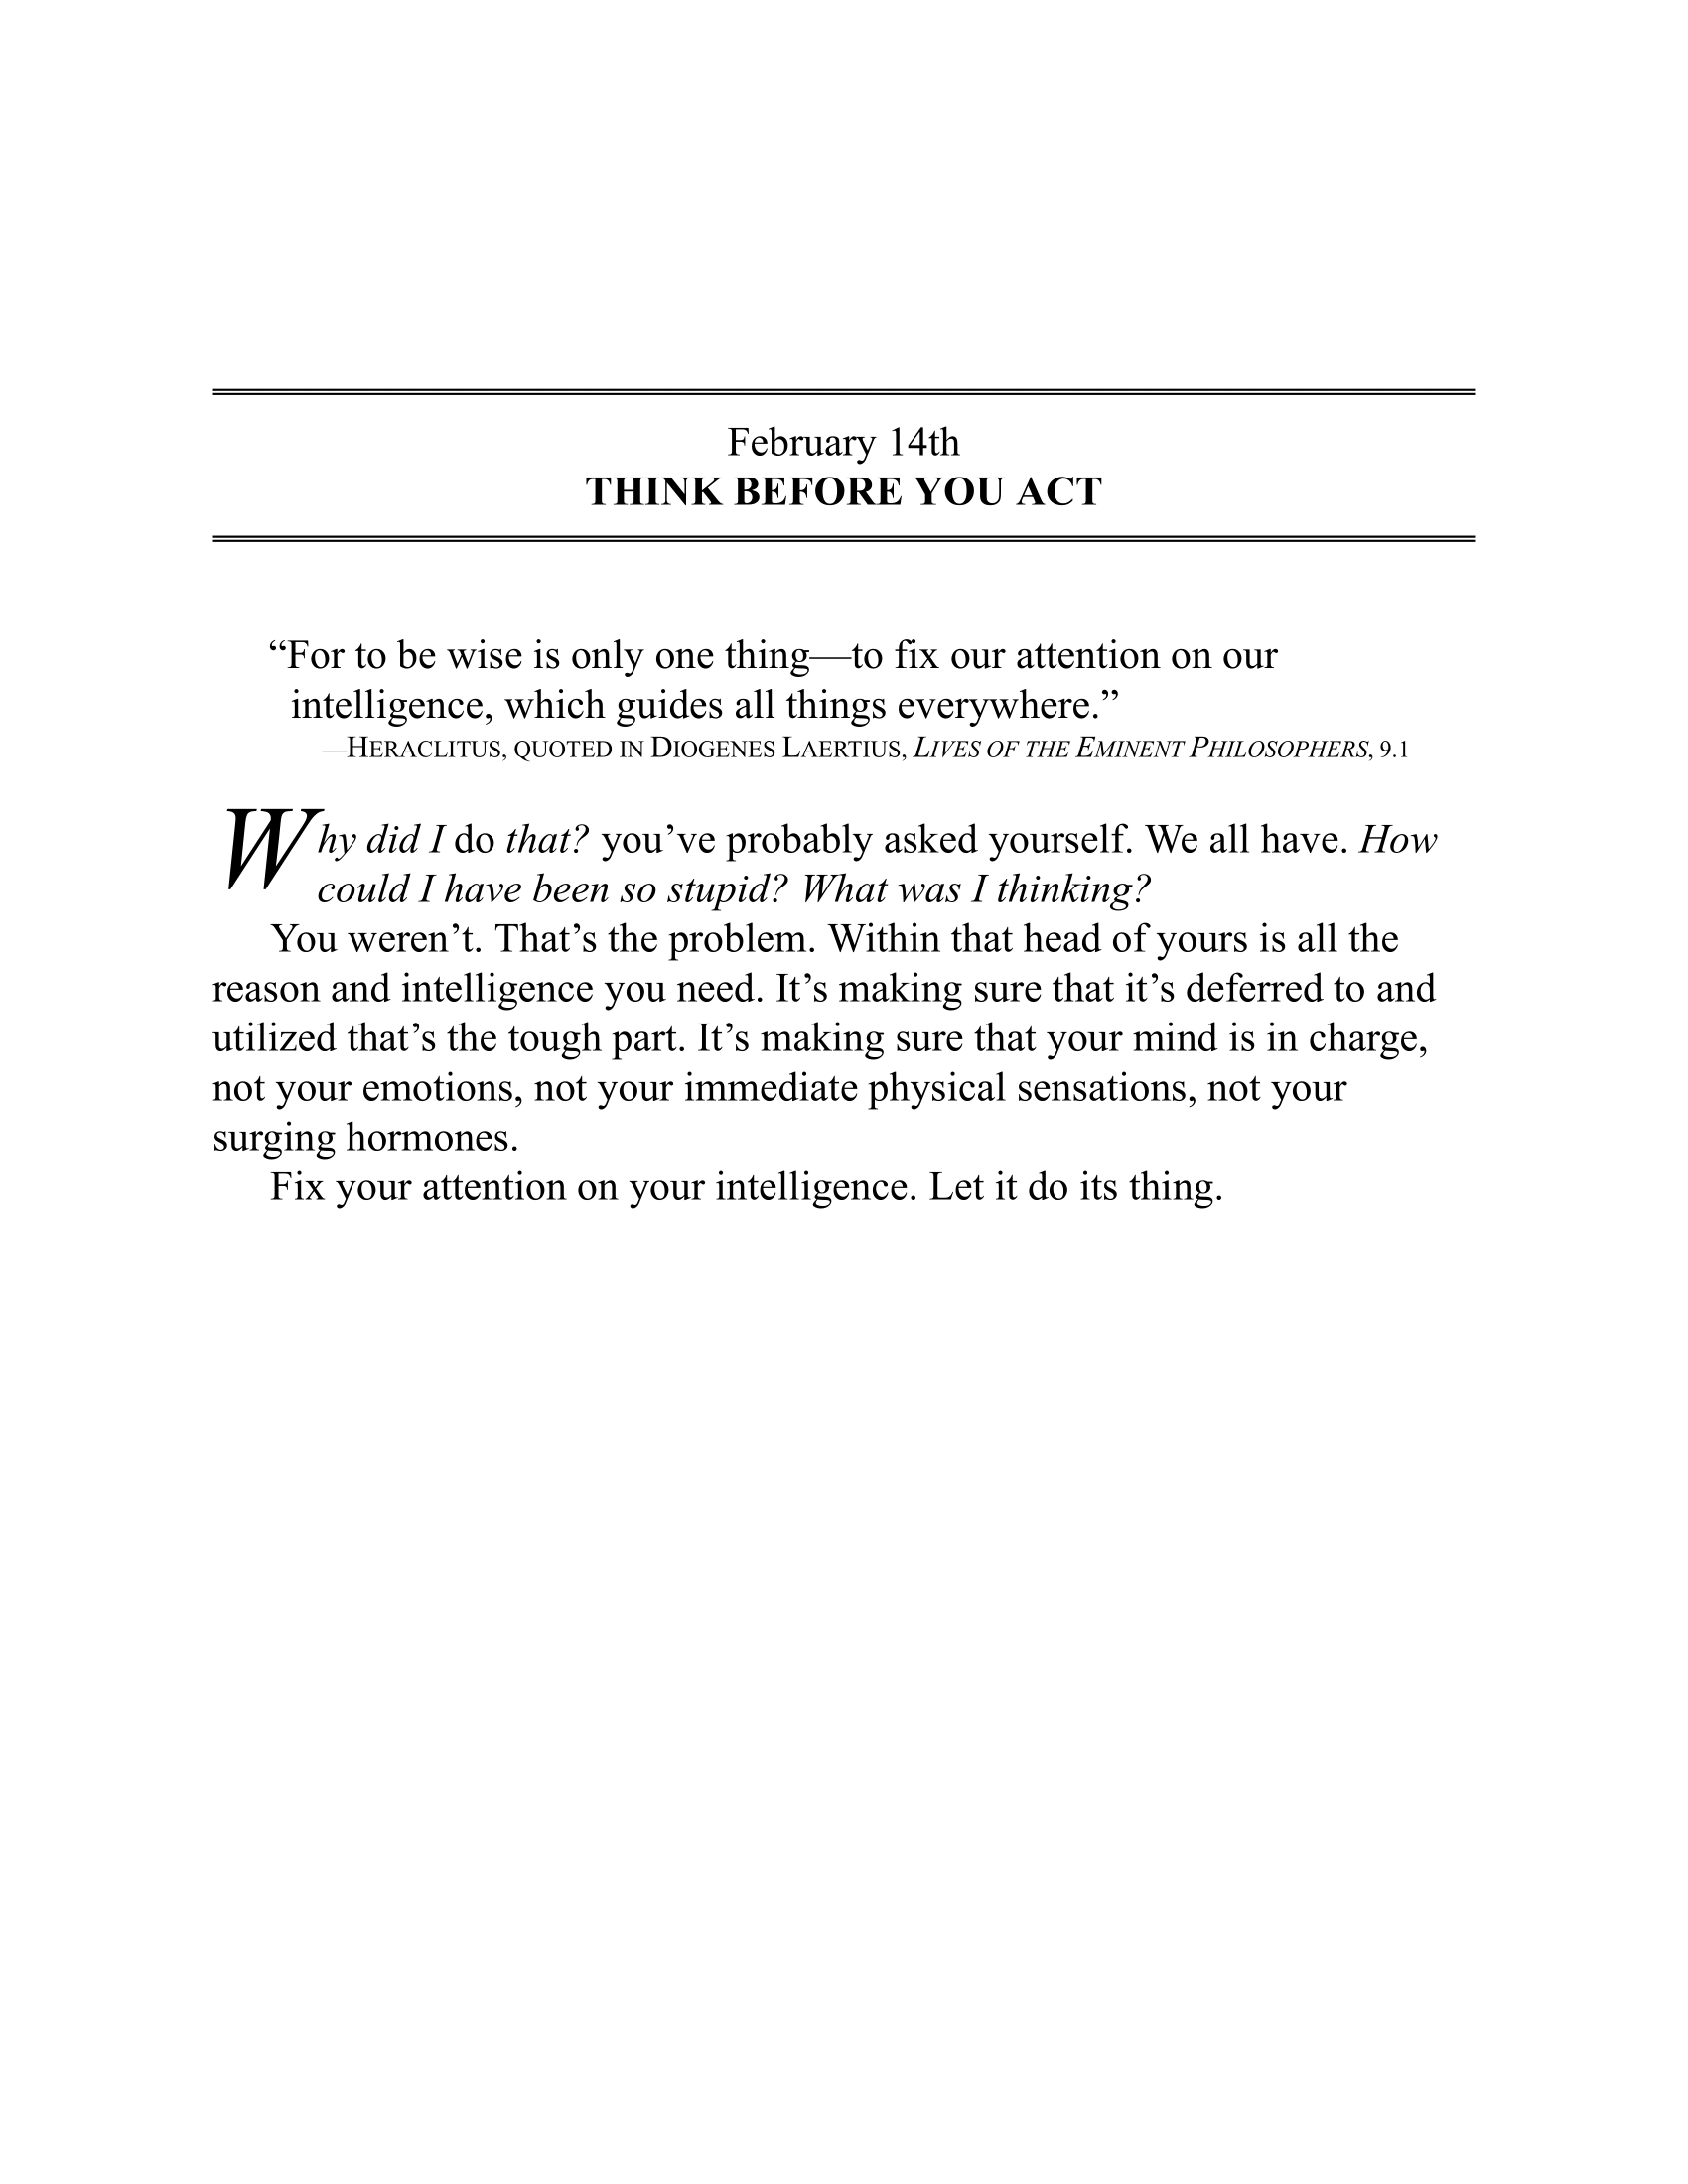 February 14th
THINK BEFORE YOU ACT
“For to be wise is only one thing—to fix our attention on our
intelligence, which guides all things everywhere.”
—HERACLITUS, QUOTED IN DIOGENES LAERTIUS, LIVES OF THE EMINENT PHILOSOPHERS, 9.1
Why did I do that? you’ve probably asked yourself. We all have. How
could I have been so stupid? What was I thinking?
You weren’t. That’s the problem. Within that head of yours is all the
reason and intelligence you need. It’s making sure that it’s deferred to and
utilized that’s the tough part. It’s making sure that your mind is in charge,
not your emotions, not your immediate physical sensations, not your
surging hormones.
Fix your attention on your intelligence. Let it do its thing.